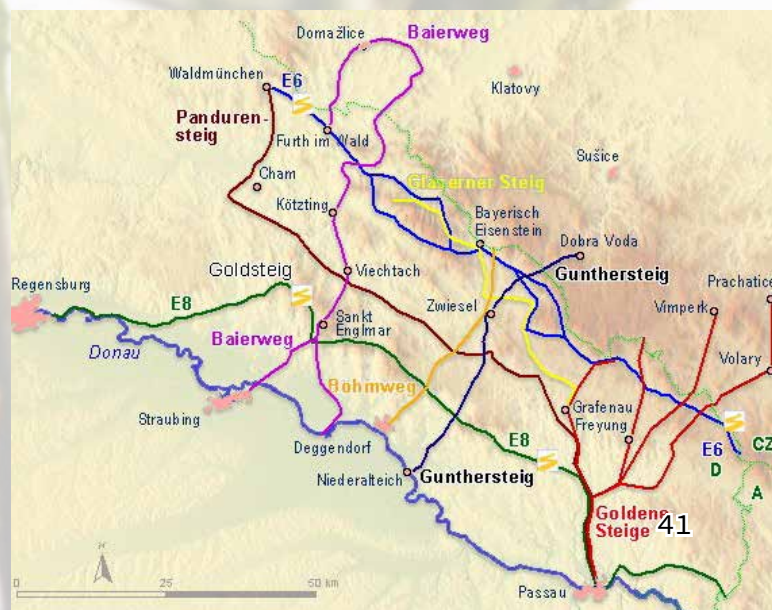 Domažlice
Baierweg
Waldmünchen
E6
Klatovy
Panduren-
steig
Furth im Wald
Sušice
Cham
Gläserner Steig
Kötzting
Bayerisch
Eisenstein
Dobra Voda
Goldsteig
Viechtach
Gunthersteig
Regensburg
Prachatice
E8
Zwiesel
Vimperk
Sankt
Englmar
Donau
Baierweg
Volary
Böhmweg
Straubing
Grafenau
Freyung
Deggendorf
E8
E6
CZ
D
Niederalteich
Gunthersteig
A
Goldene
Steige
41
N
0 25 50 km
Passau